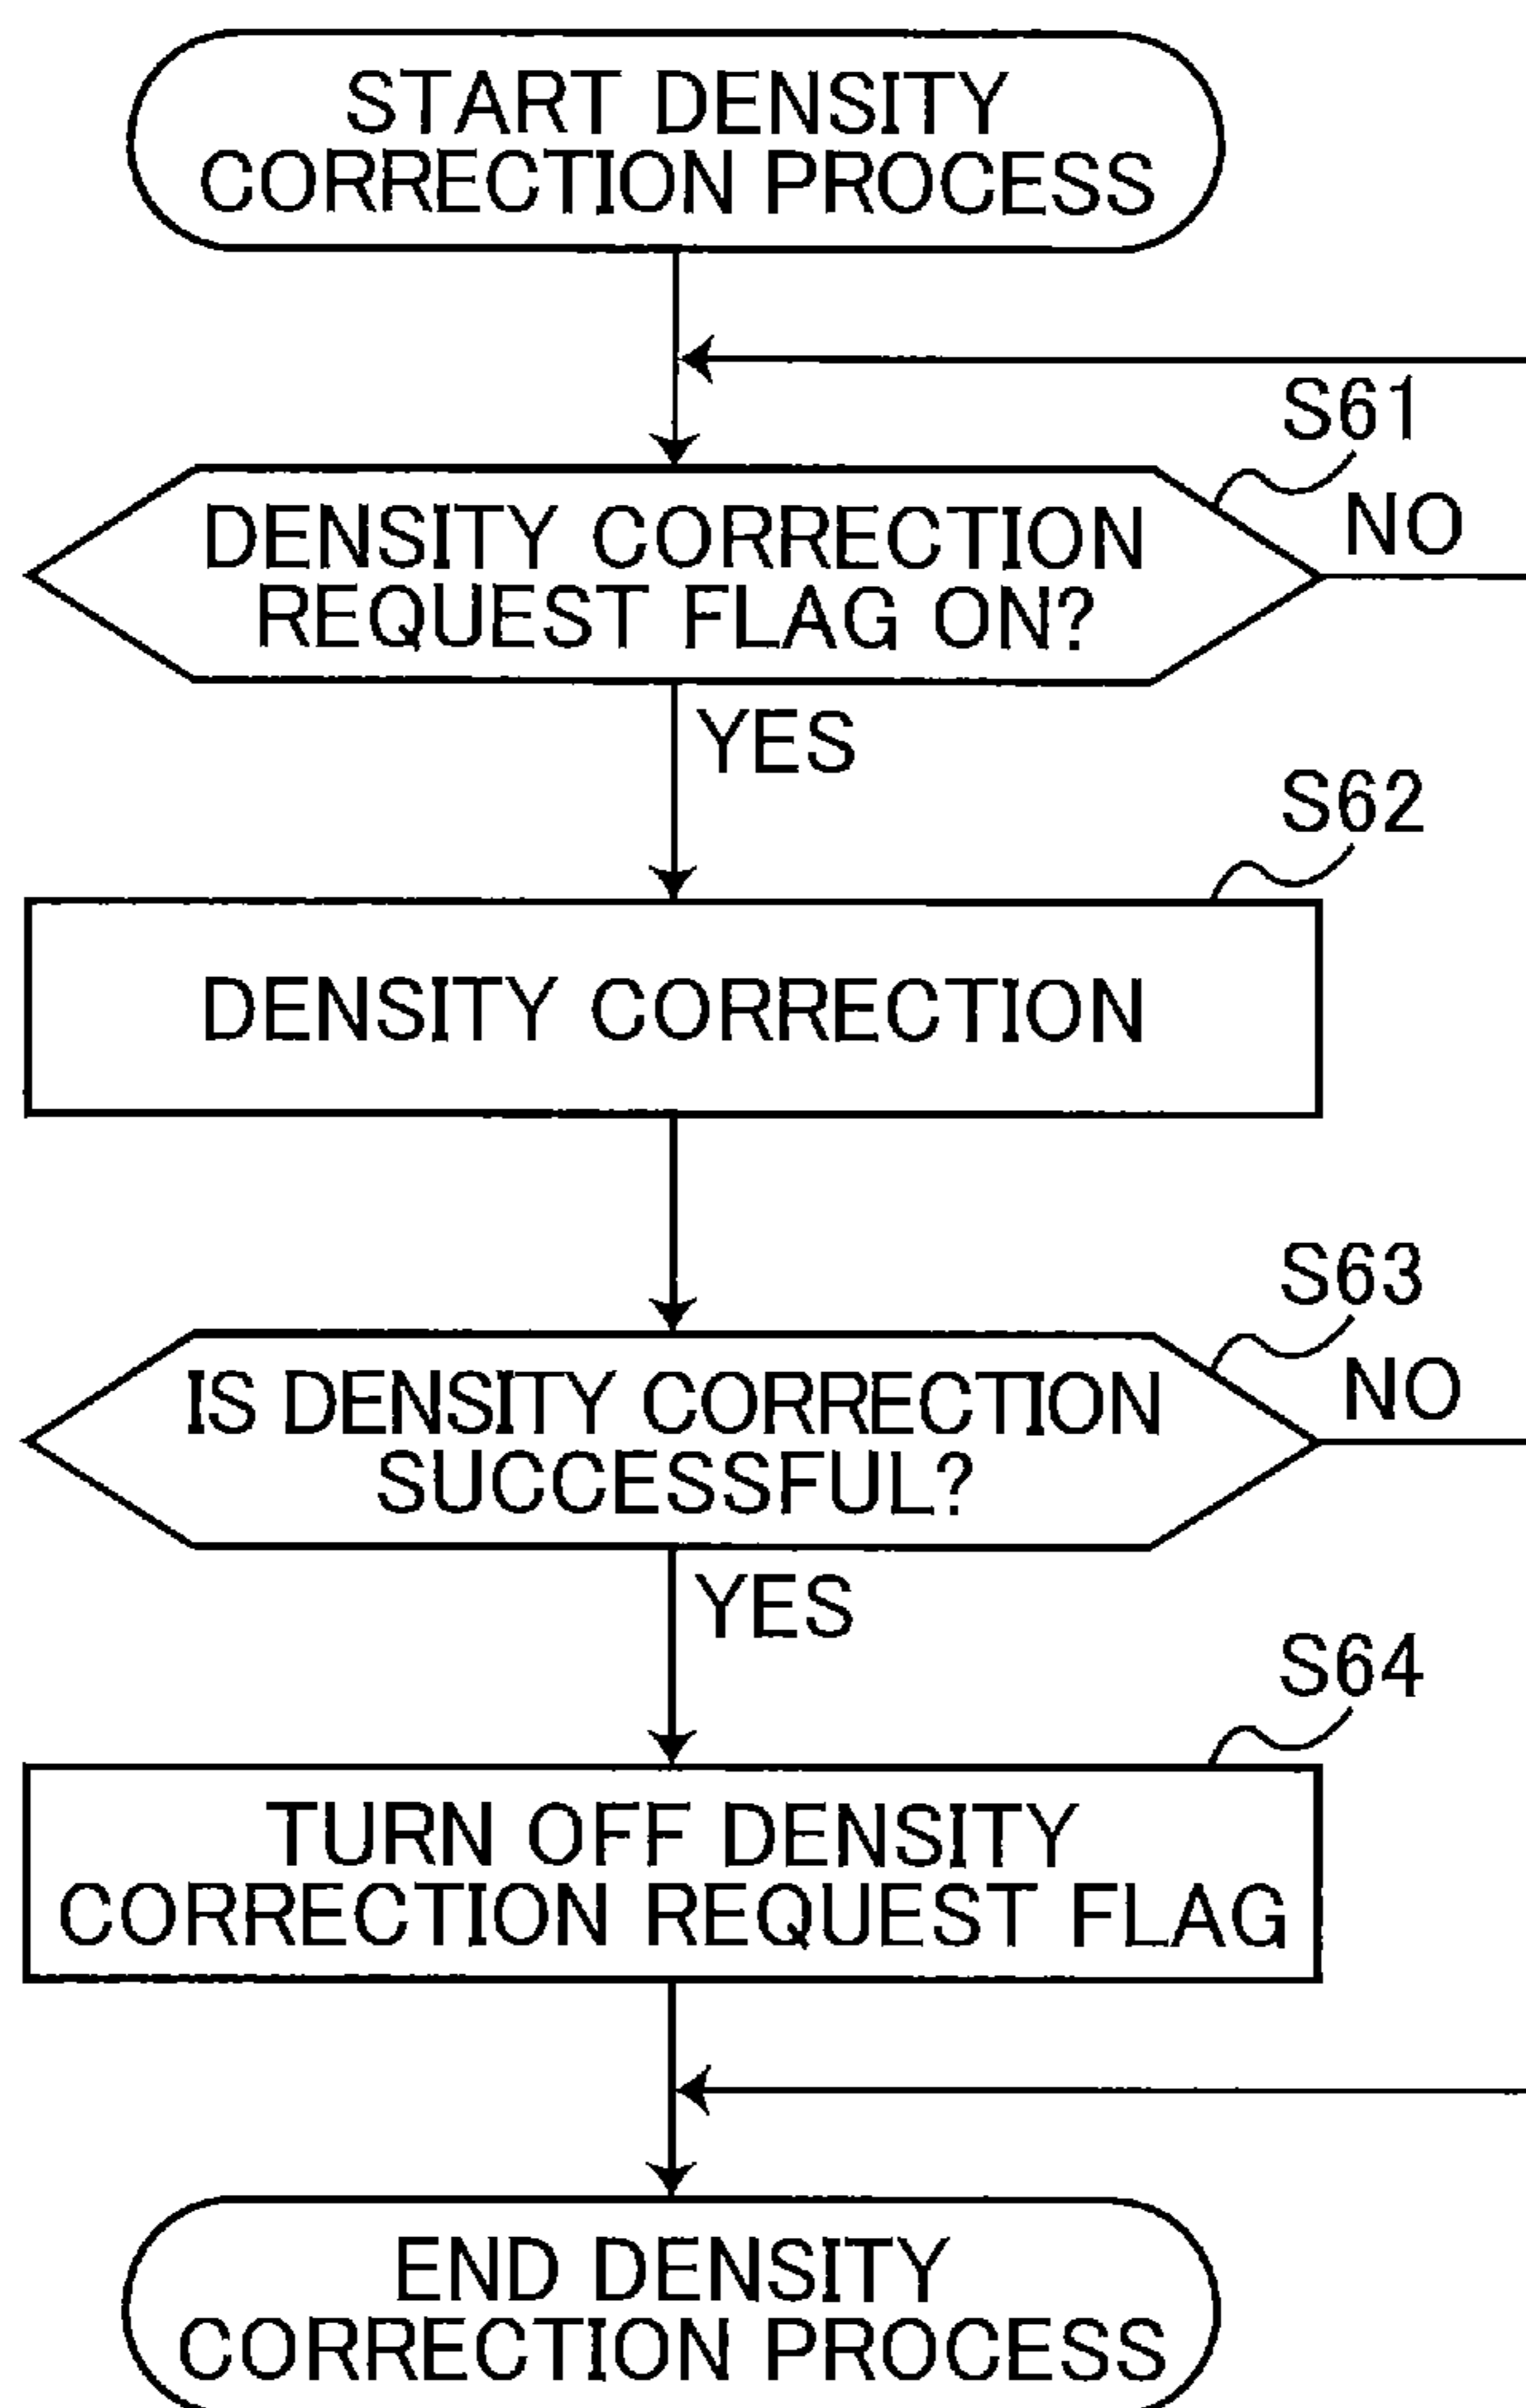 START DENSITY
CORRECTION PROCESS
S61
DENSITY CORRECTION
REQUEST FLAG ON?
NO
YES
S62
DENSITY CORRECTION
S63
IS DENSITY CORRECTION
SUCCESSFUL?
NO
YES
S64
TURN OFF DENSITY
CORRECTION REQUEST FLAG
END DENSITY
CORRECTION PROCESS